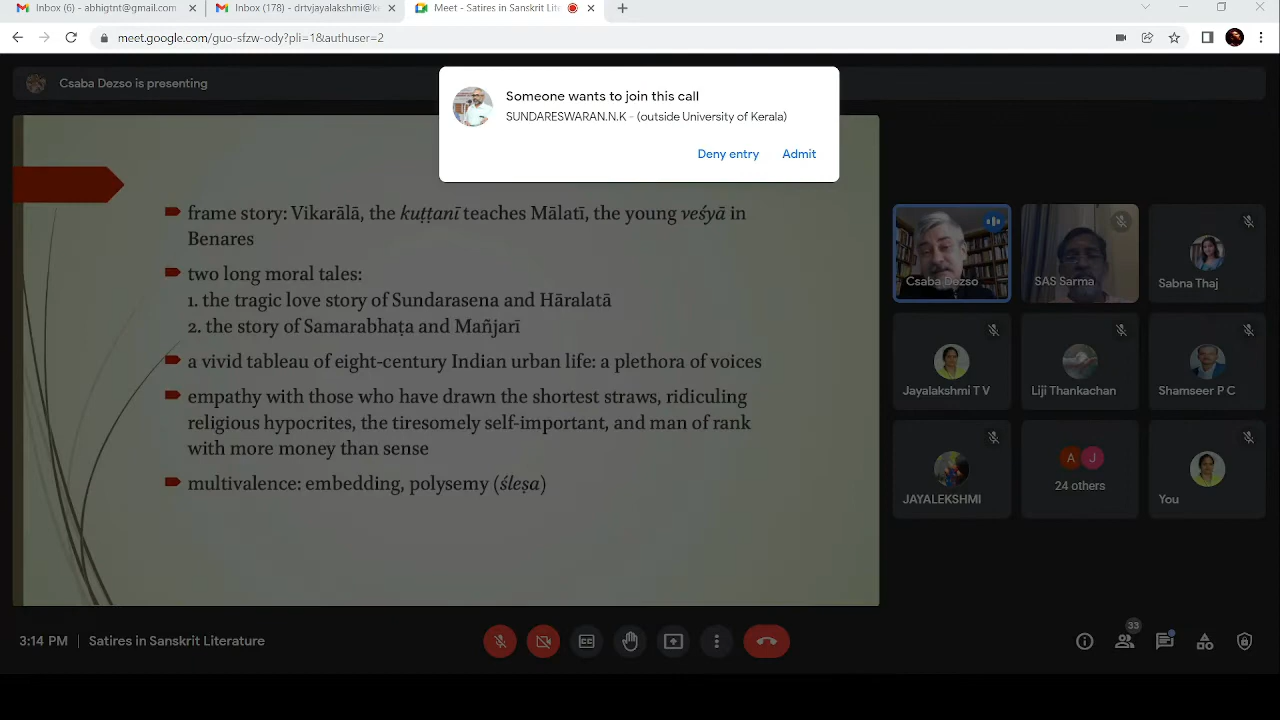 Inbox (6) - abhigtnt@gmail.com
Inbox (178) - drtvjayalakshmi@k
Meet - Satires in Sanskrit Lit
meet.google.com/guo-sfzw-ody?pli=1&authuser=2
Csaba Dezso is presenting
Someone wants to join this call
SUNDARESWARAN.N.K - (outside University of Kerala)
Deny entry
Admit
frame story: Vikarālā, the kuṭṭanī teaches Mālatī, the young veśyā in
Benares
two long moral tales:
1. the tragic love story of Sundarasena and Hāralatā
2. the story of Samarabhaṭa and Mañjarī
a vivid tableau of eight-century Indian urban life: a plethora of voices
empathy with those who have drawn the shortest straws, ridiculing
religious hypocrites, the tiresomely self-important, and man of rank
with more money than sense
multivalence: embedding, polysemy (śleṣa)
Csaba Dezso
SAS Sarma
Sabna Thaj
Jayalakshmi T V
Liji Thankachan
Shamseer P C
JAYALEKSHMI
A J
24 others
You
3:14 PM | Satires in Sanskrit Literature
33